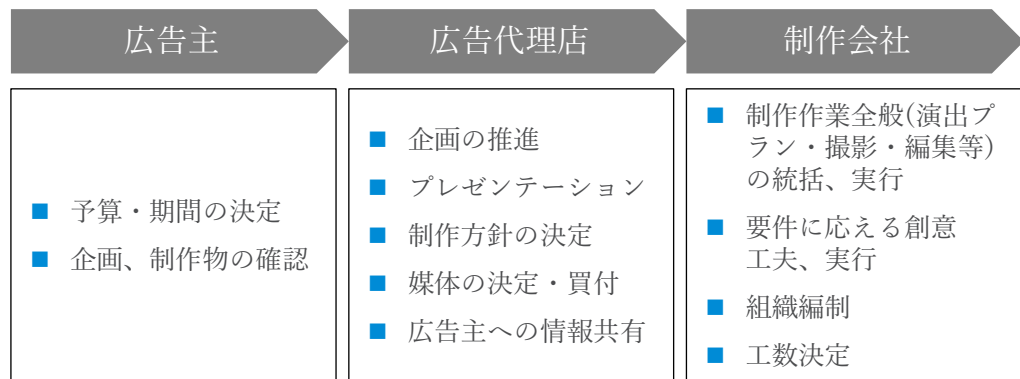 広告主
予算・期間の決定
企画、制作物の確認
広告代理店
企画の推進
プレゼンテーション
制作方針の決定
媒体の決定・買付
広告主への情報共有
制作会社
制作作業全般(演出プ
ラン・撮影・編集等)
の統括、実行
要件に応える創意
工夫、実行
組織編制
工数決定